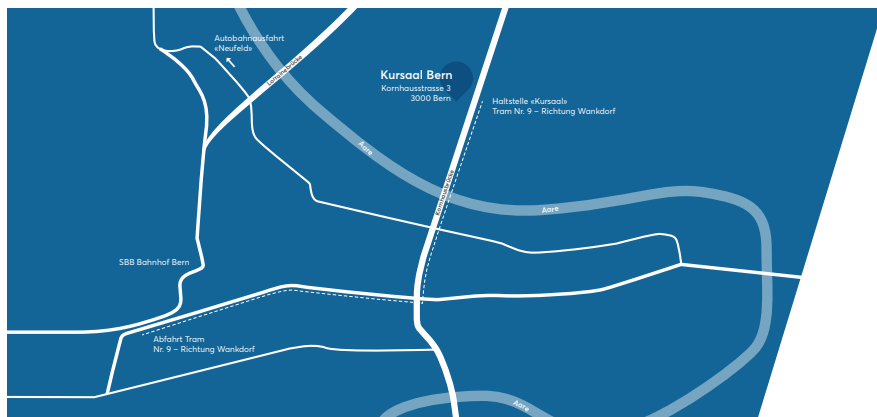 Autobahnausfahrt
«Neufeld»
Lorrainebrücke
Kursaal Bern
Kornhausstrasse 3
3000 Bern
Haltstelle «Kursaal»
Tram Nr. 9 – Richtung Wankdorf
Aare
Kornhausbrücke
Aare
SBB Bahnhof Bern
Abfahrt Tram
Nr. 9 – Richtung Wankdorf
Aare